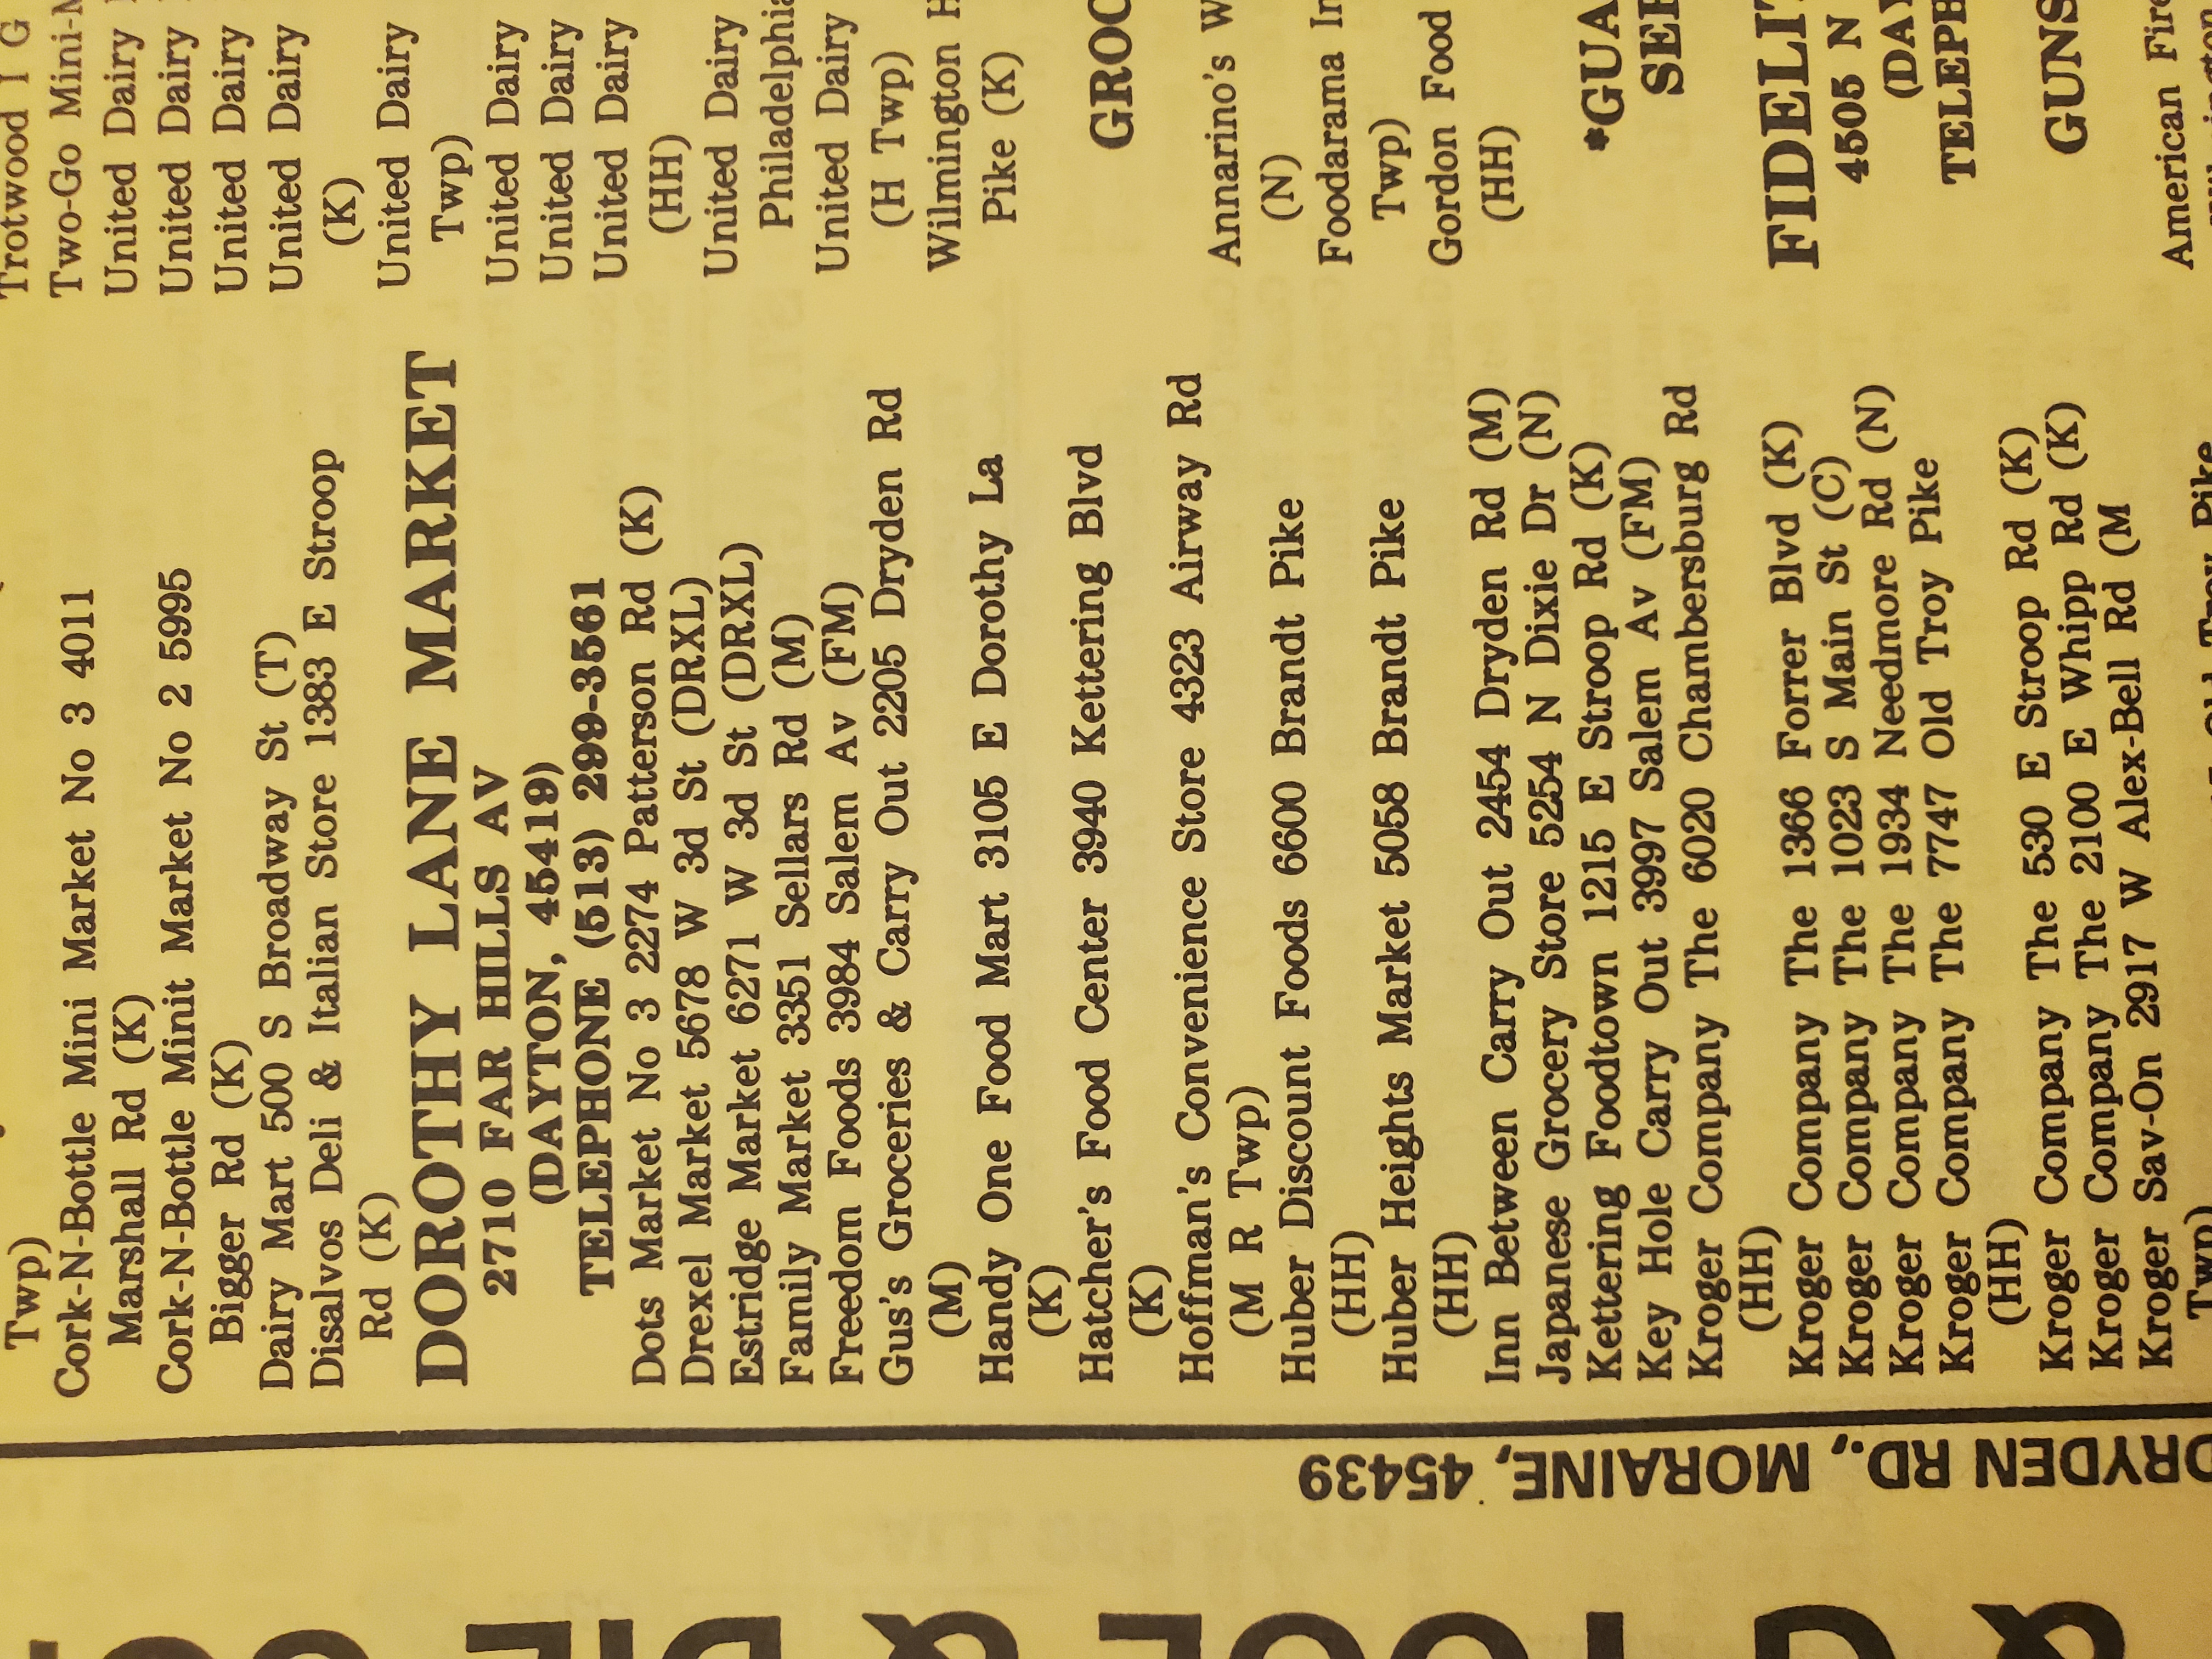 Twp)
Cork-N-Bottle Mini Market No 3 4011
Marshall Rd (K)
Cork-N-Bottle Minit Market No 2 5995
Bigger Rd (K)
Dairy Mart 500 S Broadway St (T)
Disalvos Deli & Italian Store 1383 E Stroop
Rd (K)
DOROTHY LANE MARKET
2710 FAR HILLS AV
(DAYTON, 45419)
TELEPHONE (513) 299-3561
Dots Market No 3 2274 Patterson Rd (K)
Drexel Market 5678 W 3d St (DRXL)
Estridge Market 6271 W 3d St (DRXL)
Family Market 3351 Sellars Rd (M)
Freedom Foods 3984 Salem Av (FM)
Gus's Groceries & Carry Out 2205 Dryden Rd
(M)
Handy One Food Mart 3105 E Dorothy La
(K)
Hatcher's Food Center 3940 Kettering Blvd
(K)
Hoffman's Convenience Store 4323 Airway Rd
(M R Twp)
Huber Discount Foods 6600 Brandt Pike
(HH)
Huber Heights Market 5058 Brandt Pike
(HH)
Inn Between Carry Out 2454 Dryden Rd (M)
Japanese Grocery Store 5254 N Dixie Dr (N)
Kettering Foodtown 1215 E Stroop Rd (K)
Key Hole Carry Out 3997 Salem Av (FM)
Kroger Company The 6020 Chambersburg Rd
(HH)
Kroger Company The 1366 Forrer Blvd (K)
Kroger Company The 1023 S Main St (C)
Kroger Company The 1934 Needmore Rd (N)
Kroger Company The 7747 Old Troy Pike
(HH)
Kroger Company The 530 E Stroop Rd (K)
Kroger Company The 2100 E Whipp Rd (K)
Kroger Sav-On 2917 W Alex-Bell Rd (M
Twp)
Old Troy Pike
Trotwood I G
Two-Go Mini-M
United Dairy
United Dairy
United Dairy
United Dairy
(K)
United Dairy
Twp)
United Dairy
United Dairy
United Dairy
(HH)
United Dairy
Philadelphia
United Dairy
(H Twp)
Wilmington H
Pike (K)
GROC
Annarino's W
(N)
Foodarama In
Twp)
Gordon Food
(HH)
*GUA
SER
FIDELIT
4505 N
(DAY
TELEPH
GUNS
American Fire
DRYDEN RD., MORAINE, 45439